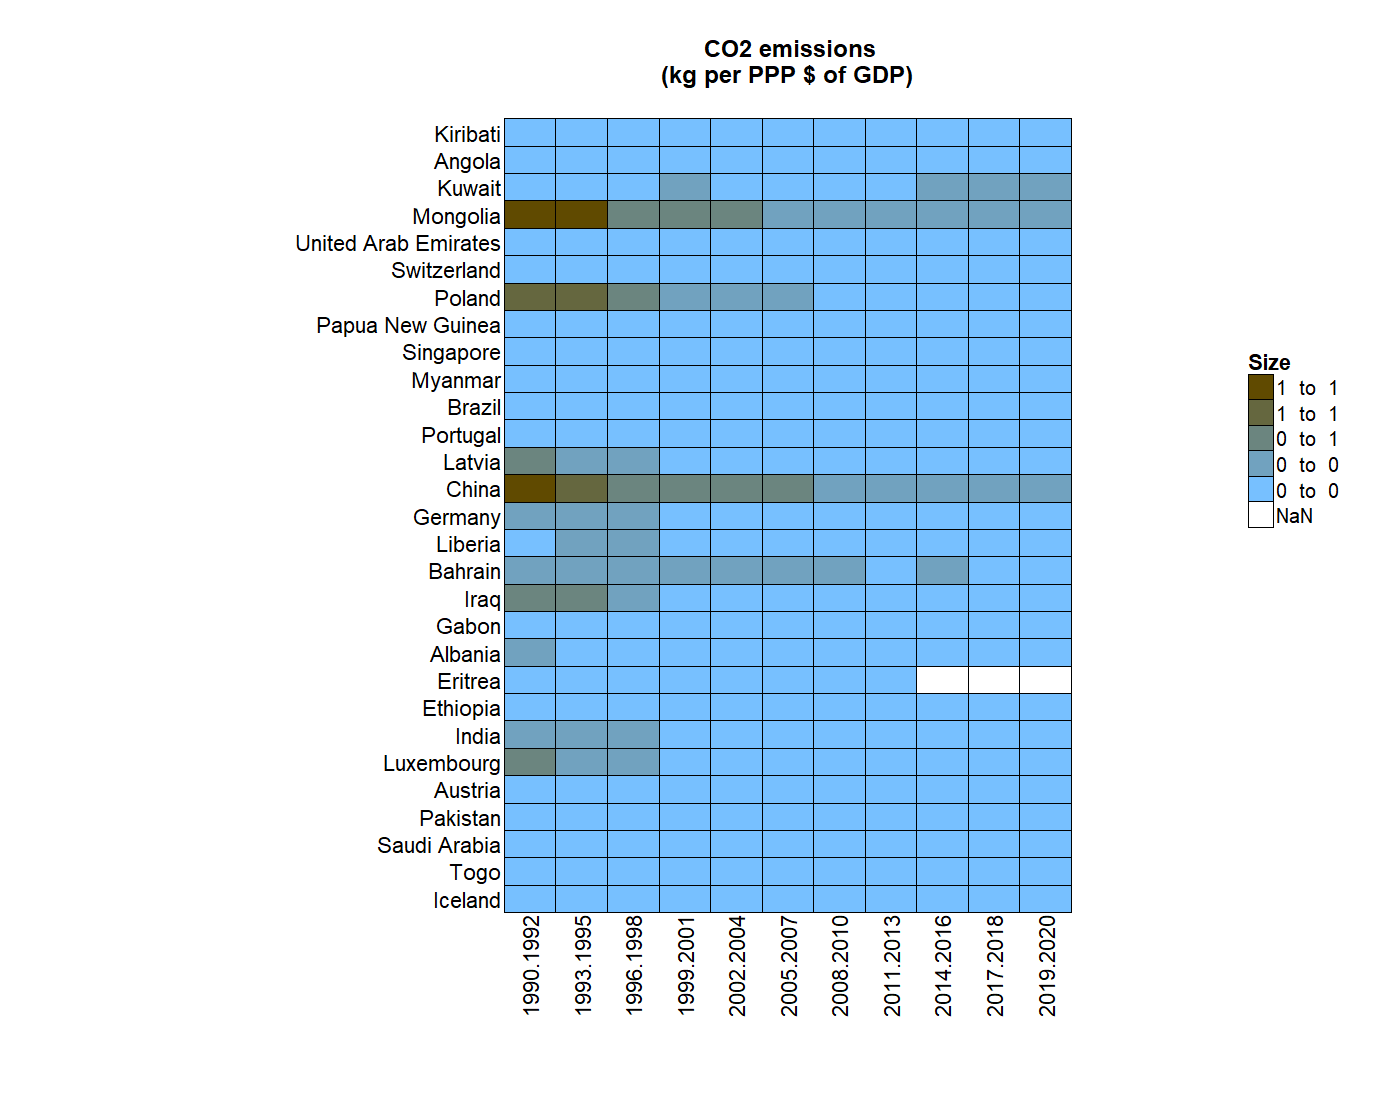 CO2 emissions
(kg per PPP $ of GDP)
Kiribati
Angola
Kuwait
Mongolia
United Arab Emirates
Switzerland
Poland
Papua New Guinea
Singapore
Myanmar
Brazil
Portugal
Latvia
China
Germany
Liberia
Bahrain
Iraq
Gabon
Albania
Eritrea
Ethiopia
India
Luxembourg
Austria
Pakistan
Saudi Arabia
Togo
Iceland
1990.1992
1993.1995
1996.1998
1999.2001
2002.2004
2005.2007
2008.2010
2011.2013
2014.2016
2017.2018
2019.2020
Size
1 to 1
1 to 1
0 to 1
0 to 0
0 to 0
NaN